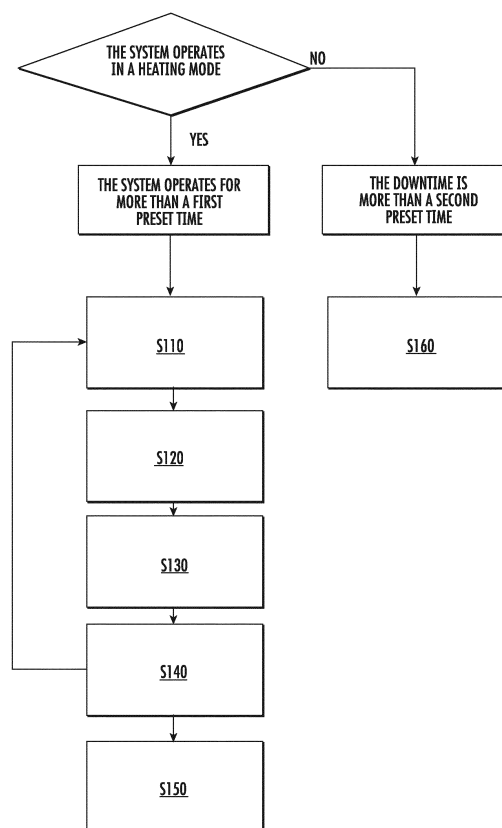 THE SYSTEM OPERATES
IN A HEATING MODE
NO
YES
THE SYSTEM OPERATES FOR
MORE THAN A FIRST
PRESET TIME
THE DOWNTIME IS
MORE THAN A SECOND
PRESET TIME
S110
S160
S120
S130
S140
S150